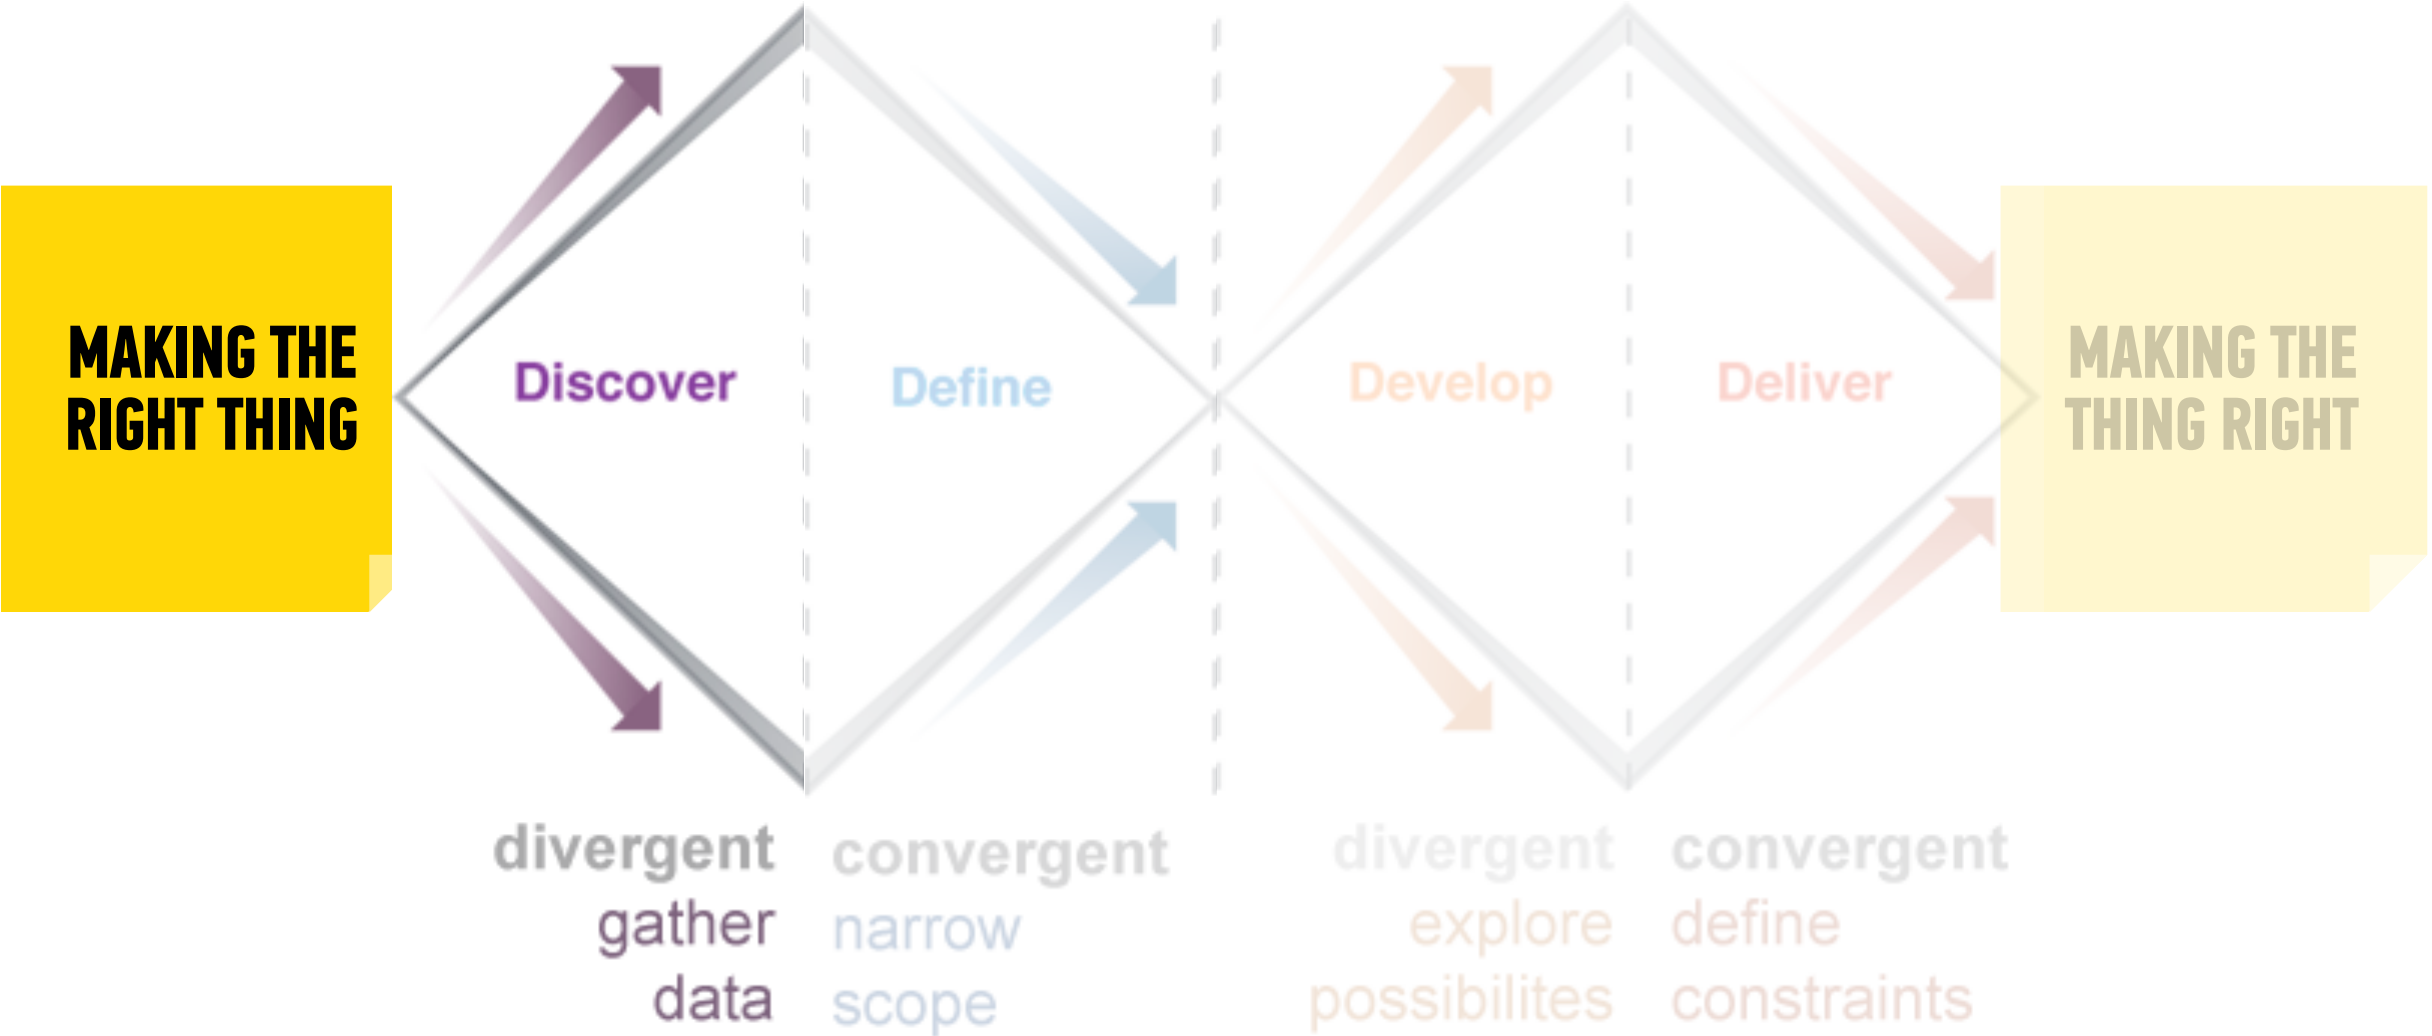 MAKING THE
RIGHT THING
Discover
Define
Develop
Deliver
MAKING THE
THING RIGHT
divergent
gather
data
convergent
narrow
scope
divergent
explore
possibilites
convergent
define
constraints